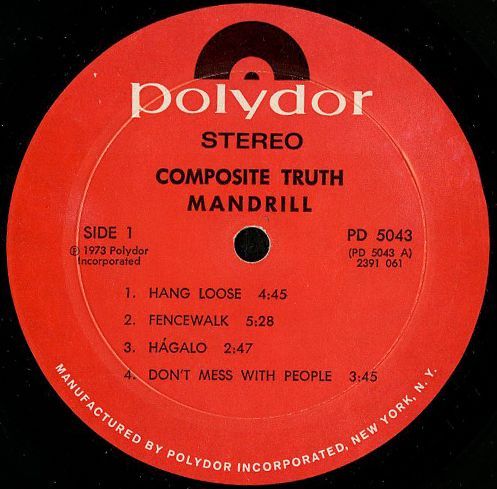 polydor
STEREO
COMPOSITE TRUTH
MANDRILL
SIDE 1
℗ 1973 Polydor
Incorporated
PD 5043
(PD 5043 A)
2391 061
1. HANG LOOSE 4:45
2. FENCEWALK 5:28
3. HÁGALO 2:47
4. DON'T MESS WITH PEOPLE 3:45
MANUFACTURED BY POLYDOR INCORPORATED, NEW YORK, N. Y.